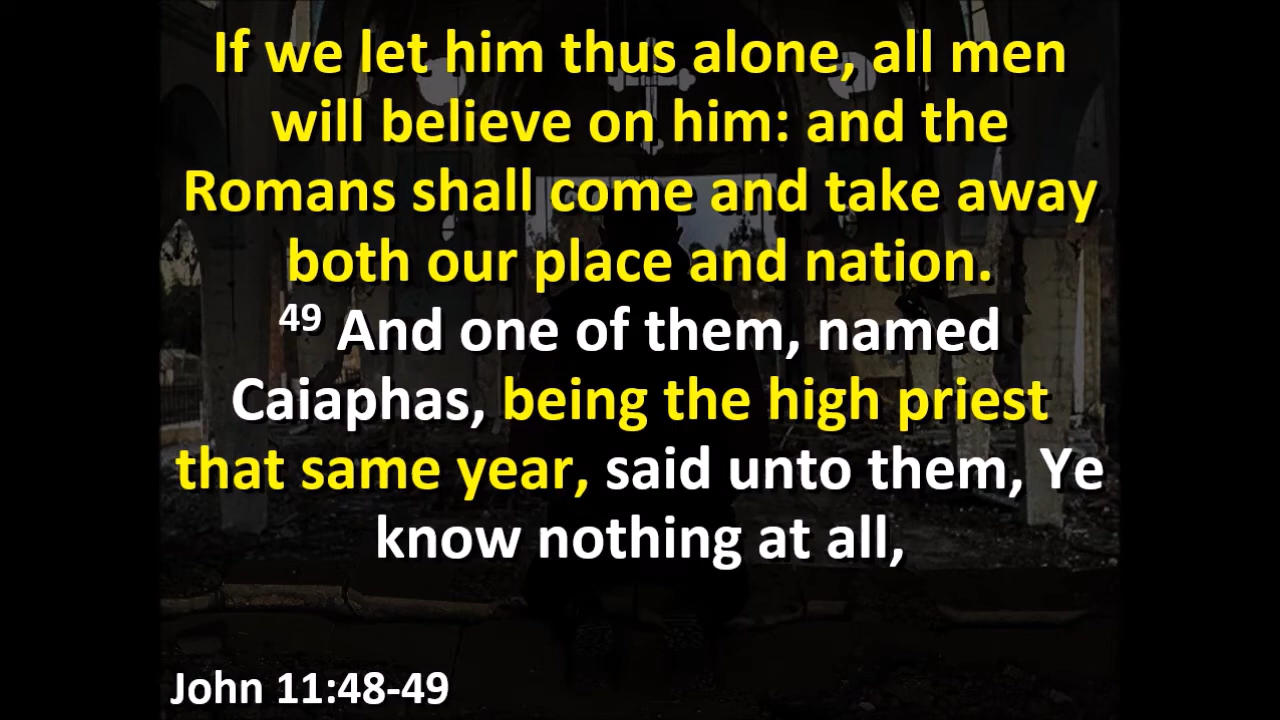 If we let him thus alone, all men
will believe on him: and the
Romans shall come and take away
both our place and nation.
49 And one of them, named
Caiaphas, being the high priest
that same year, said unto them, Ye
know nothing at all,
John 11:48-49